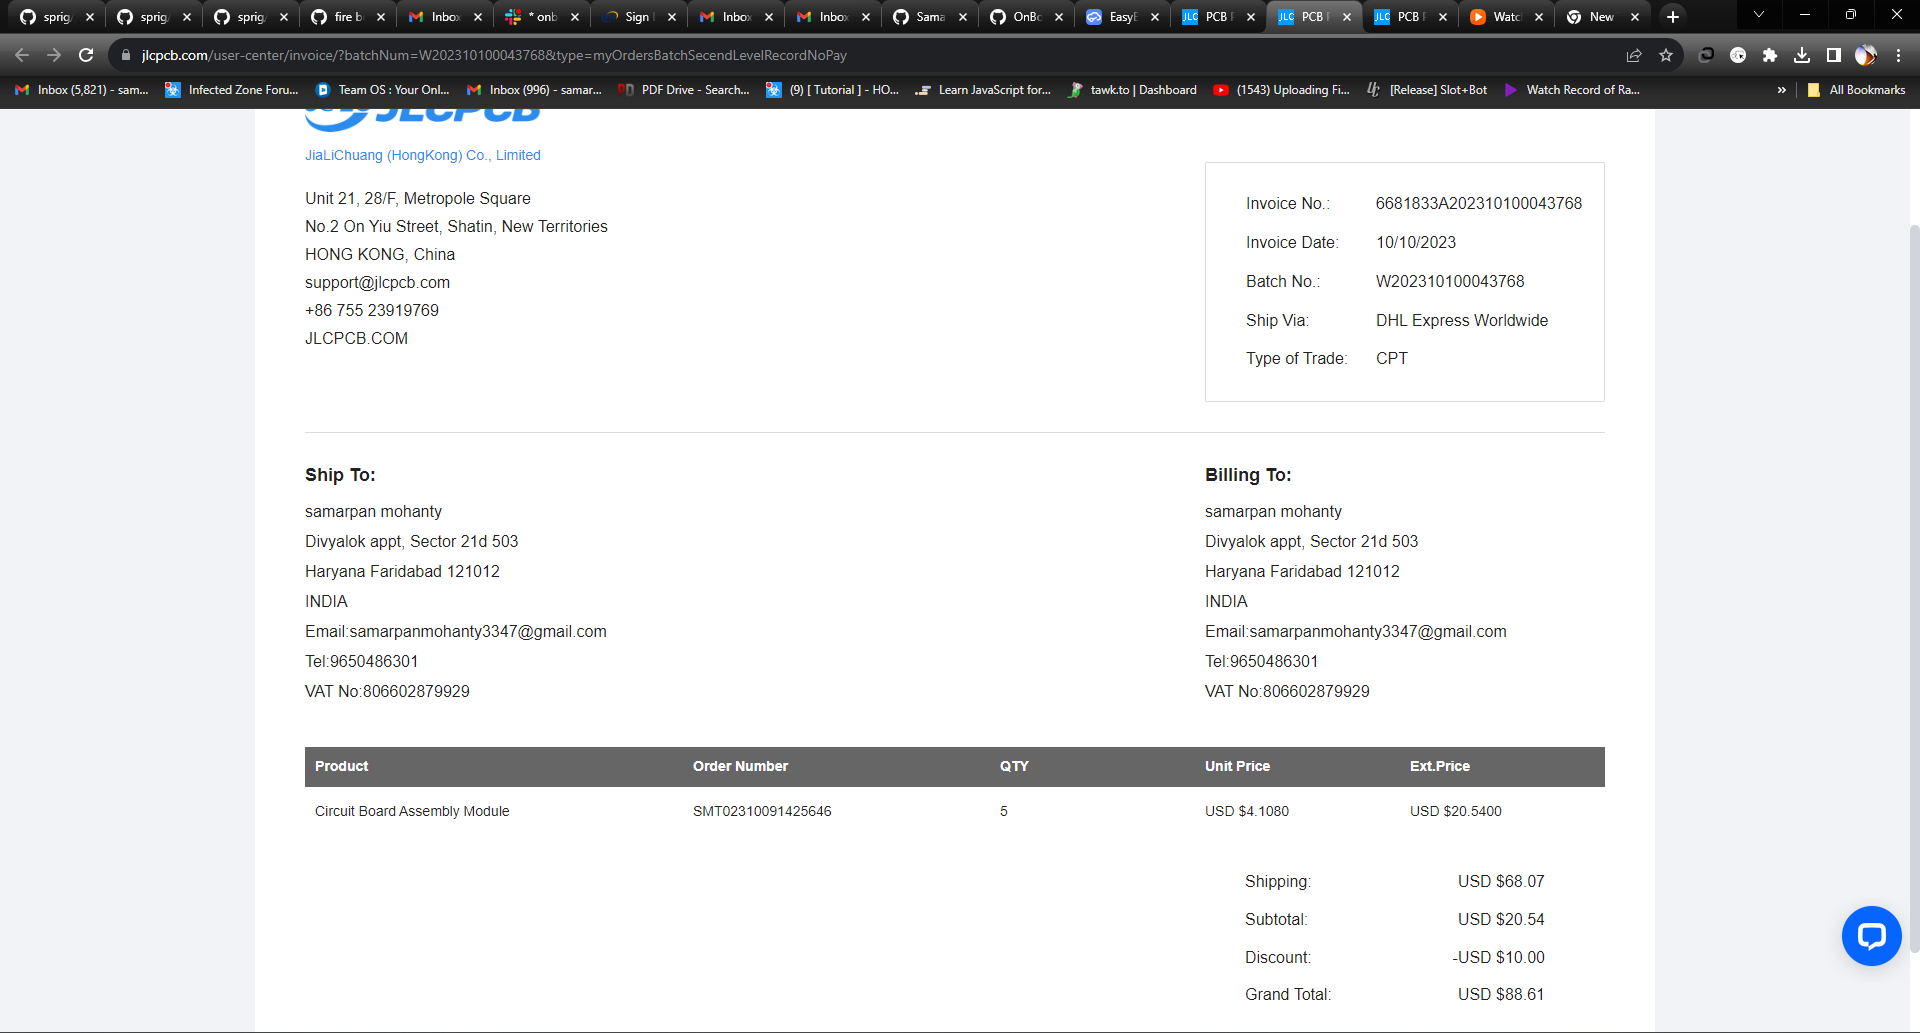 sprig
sprig
sprig
fire b
Inbox
* onb
Sign
Inbox
Inbox
Sama
OnBo
EasyE
JLC PCB
JLC PCB
JLC PCB
Watc
New
jlcpcb.com/user-center/invoice/?batchNum=W202310100043768&type=myOrdersBatchSecendLevelRecordNoPay
Inbox (5,821) - sam...
Infected Zone Foru...
Team OS : Your Onl...
Inbox (996) - samar...
PDF Drive - Search...
(9) [ Tutorial ] - HO...
Learn JavaScript for...
tawk.to | Dashboard
(1543) Uploading Fi...
[Release] Slot+Bot
Watch Record of Ra...
»
All Bookmarks
JLCPCB
JiaLiChuang (HongKong) Co., Limited
Unit 21, 28/F, Metropole Square
No.2 On Yiu Street, Shatin, New Territories
HONG KONG, China
support@jlcpcb.com
+86 755 23919769
JLCPCB.COM
Invoice No.: 6681833A202310100043768
Invoice Date: 10/10/2023
Batch No.: W202310100043768
Ship Via: DHL Express Worldwide
Type of Trade: CPT
Ship To:
samarpan mohanty
Divyalok appt, Sector 21d 503
Haryana Faridabad 121012
INDIA
Email:samarpanmohanty3347@gmail.com
Tel:9650486301
VAT No:806602879929
Billing To:
samarpan mohanty
Divyalok appt, Sector 21d 503
Haryana Faridabad 121012
INDIA
Email:samarpanmohanty3347@gmail.com
Tel:9650486301
VAT No:806602879929
Product Order Number QTY Unit Price Ext.Price
Circuit Board Assembly Module SMT02310091425646 5 USD $4.1080 USD $20.5400
Shipping: USD $68.07
Subtotal: USD $20.54
Discount: -USD $10.00
Grand Total: USD $88.61